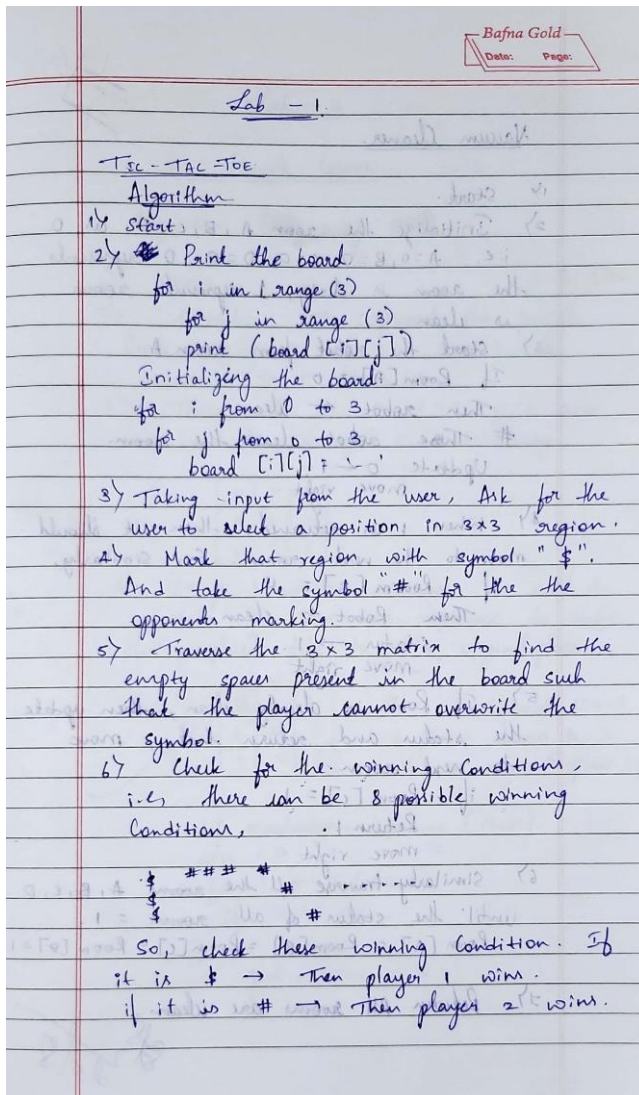 Bafna Gold
Date: Page:
Lab - 1.
TIC - TAC - TOE
Algorithm
1) Start
2) Print the board
for i in range (3)
for j in range (3)
print (board [i][j])
Initializing the board
for i from 0 to 3
for j from 0 to 3
board [i][j] = '-'
3) Taking input from the user, Ask for the
user to select a position in 3x3 region.
4) Mark that region with symbol "$".
And take the symbol "#" for the the
opponents marking.
5) Traverse the 3x3 matrix to find the
empty spaces present in the board such
that the player cannot overwrite the
symbol.
6) Check for the winning Conditions,
i.e, there can be 8 possible winning
Conditions,
$ # # # #
$ # ........
$ #
So, check these winning Condition. If
it is $ → Then player 1 wins.
if it is # → Then player 2 wins.